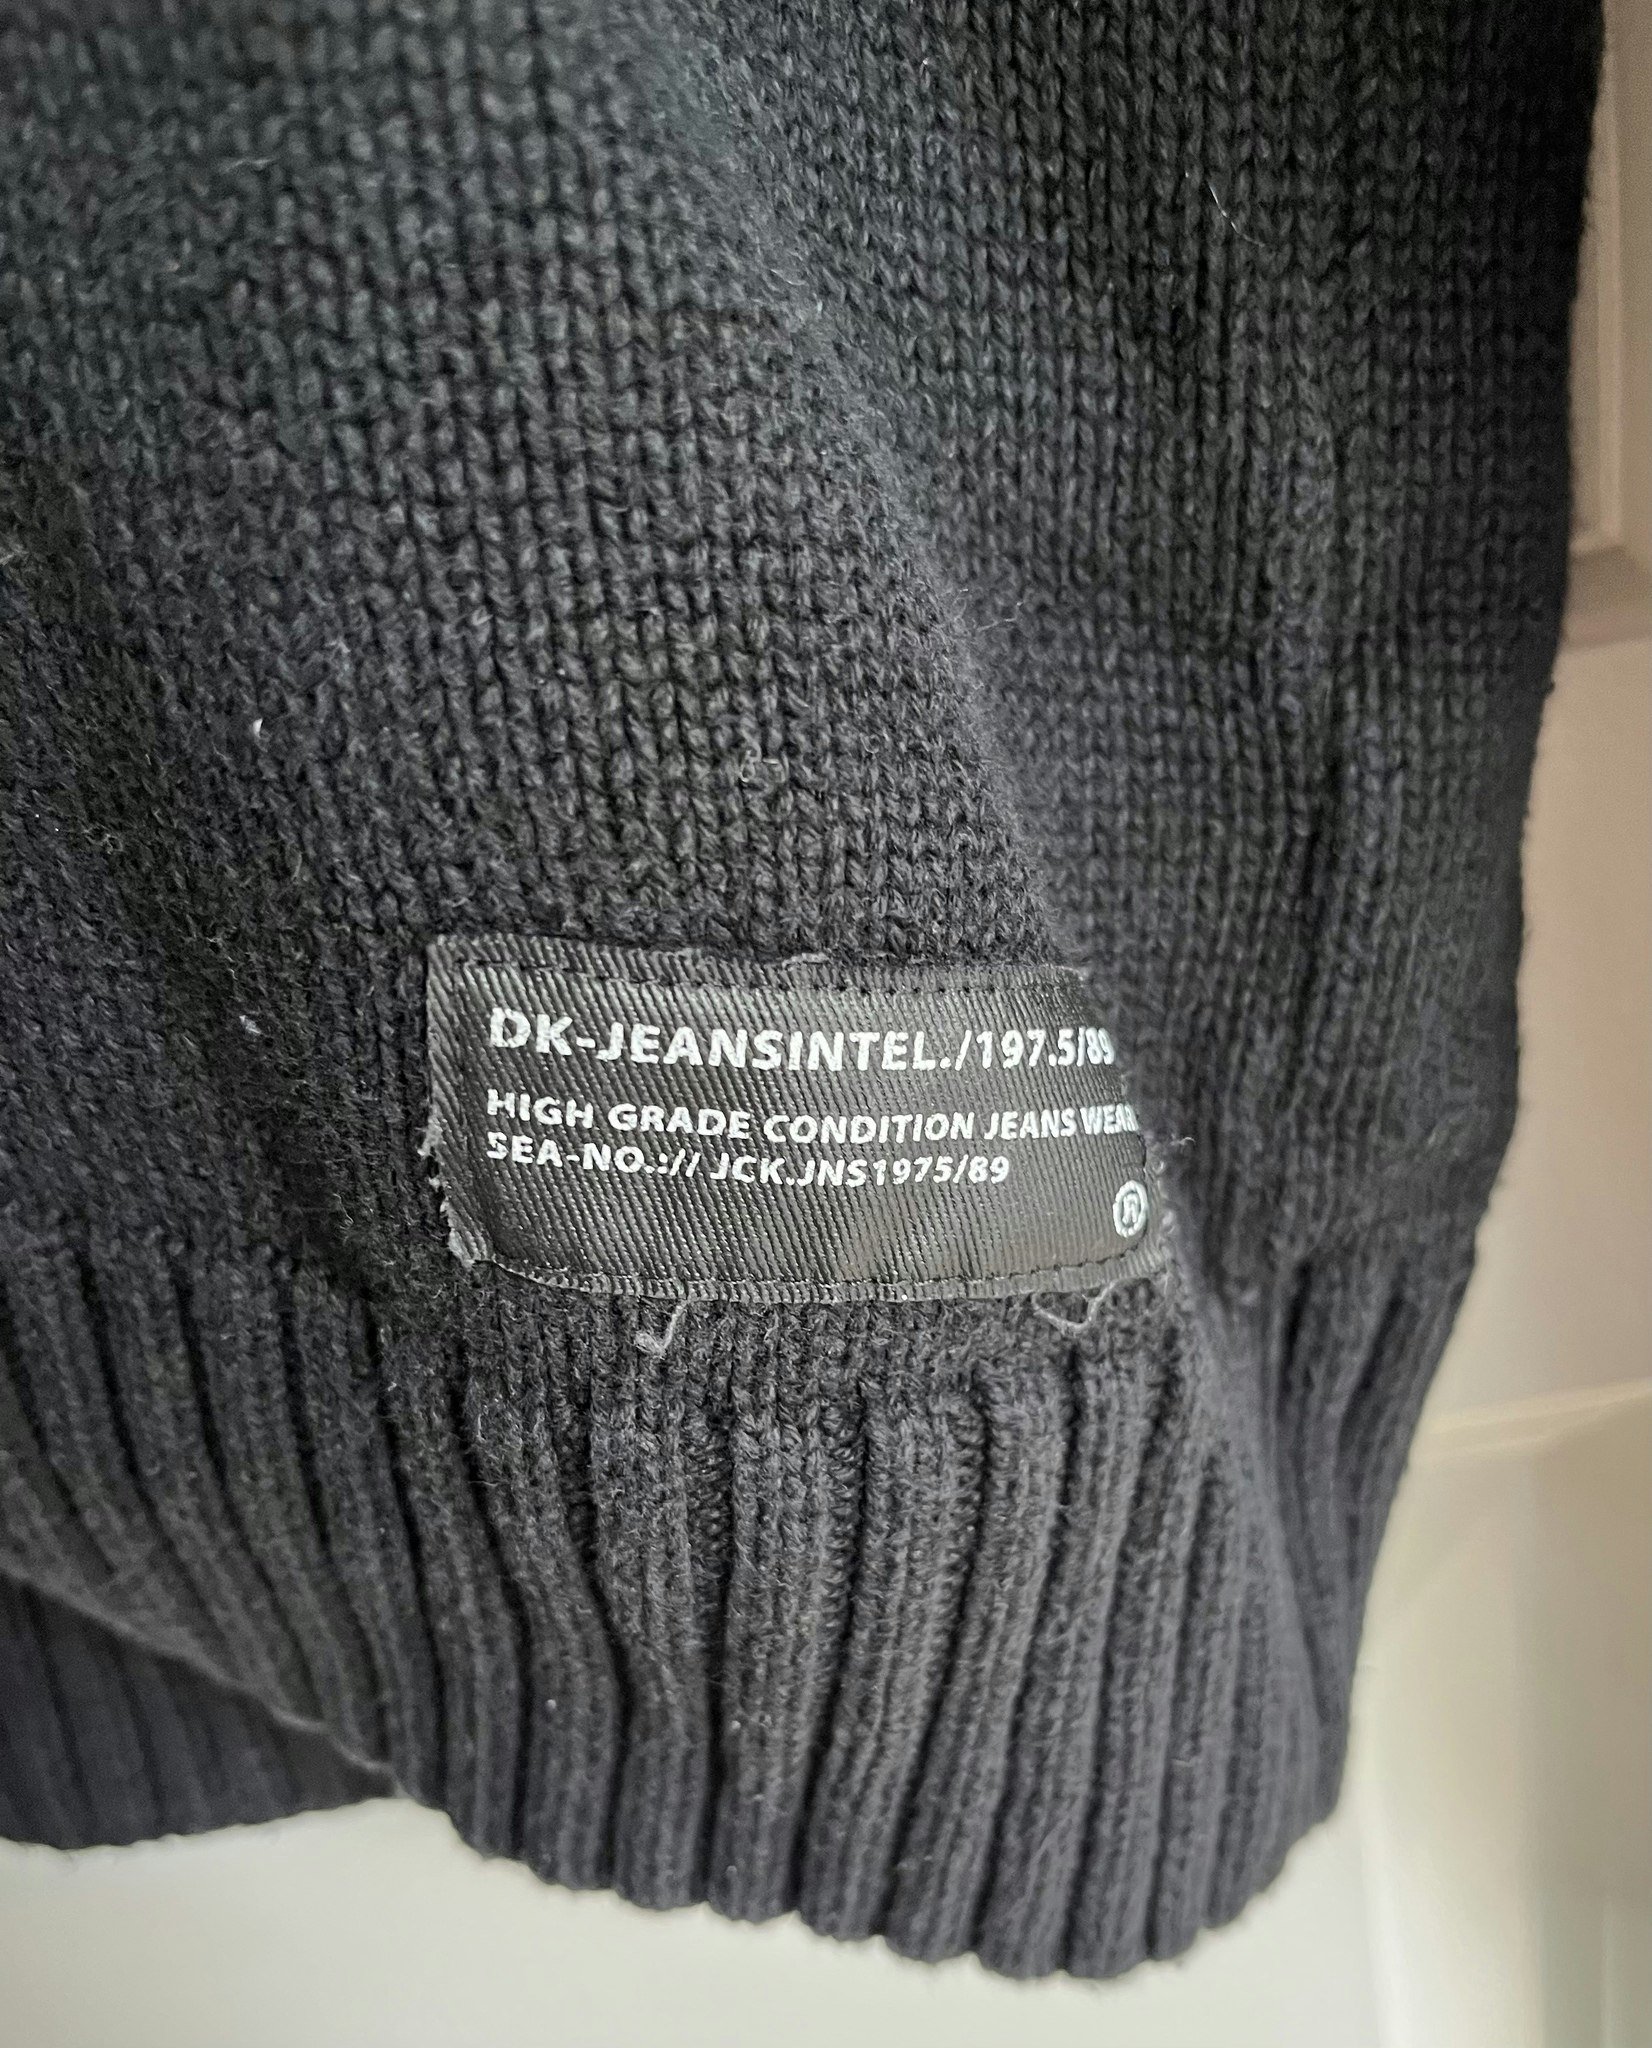 DK-JEANSINTEL./197.5/89
HIGH GRADE CONDITION JEANS WEAR
SEA-NO.:// JCK.JNS1975/89
®